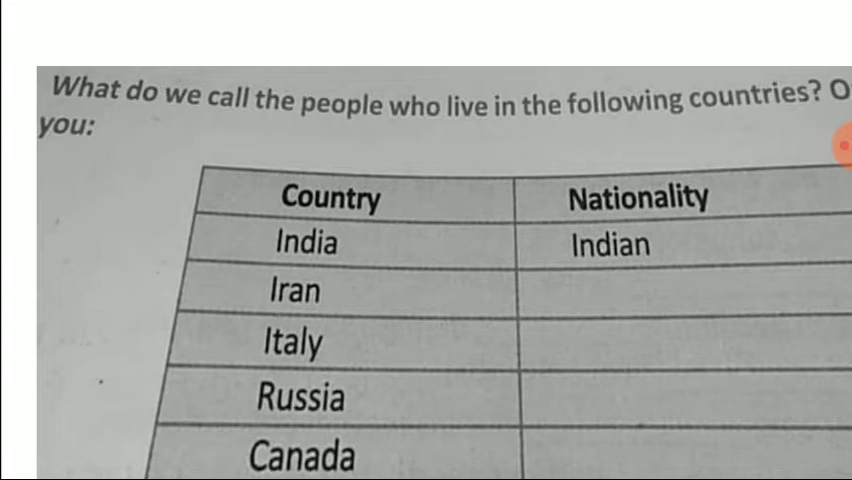 What do we call the people who live in the following countries? O
you:
Country Nationality
India Indian
Iran
Italy
Russia
Canada